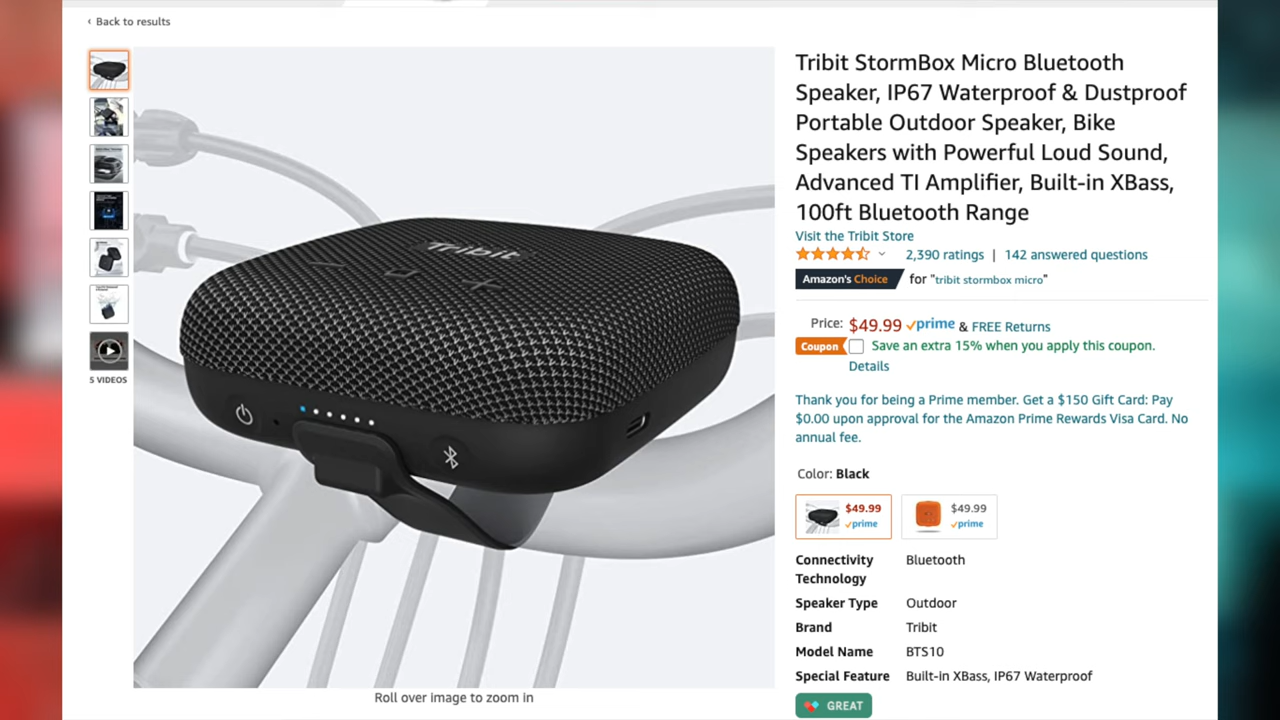 ‹ Back to results
Tribit
5 VIDEOS
Roll over image to zoom in
Tribit StormBox Micro Bluetooth
Speaker, IP67 Waterproof & Dustproof
Portable Outdoor Speaker, Bike
Speakers with Powerful Loud Sound,
Advanced TI Amplifier, Built-in XBass,
100ft Bluetooth Range
Visit the Tribit Store
2,390 ratings | 142 answered questions
Amazon's Choice for "tribit stormbox micro"
Price: $49.99 prime & FREE Returns
Coupon Save an extra 15% when you apply this coupon.
Details
Thank you for being a Prime member. Get a $150 Gift Card: Pay
$0.00 upon approval for the Amazon Prime Rewards Visa Card. No
annual fee.
Color: Black
$49.99 $49.99
prime prime
Connectivity Bluetooth
Technology
Speaker Type Outdoor
Brand Tribit
Model Name BTS10
Special Feature Built-in XBass, IP67 Waterproof
GREAT